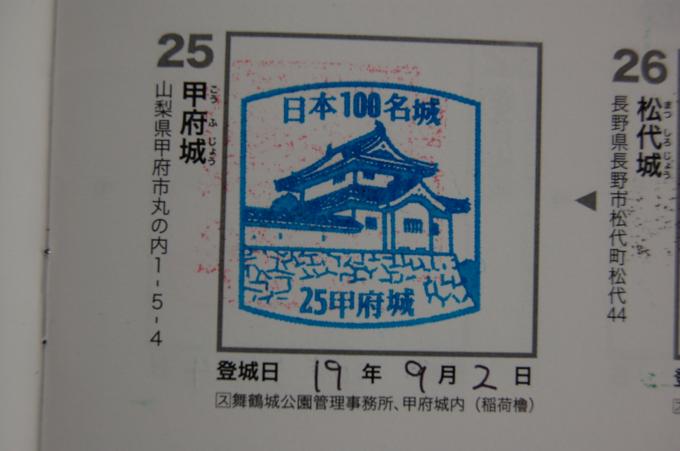 25
甲府城
こうふじょう
山梨県甲府市丸の内1-5-4
日本100名城
25甲府城
登城日 19年9月2日
ス舞鶴城公園管理事務所、甲府城内(稲荷櫓)
26
松代城
まつしろじょう
長野県長野市松代町松代44